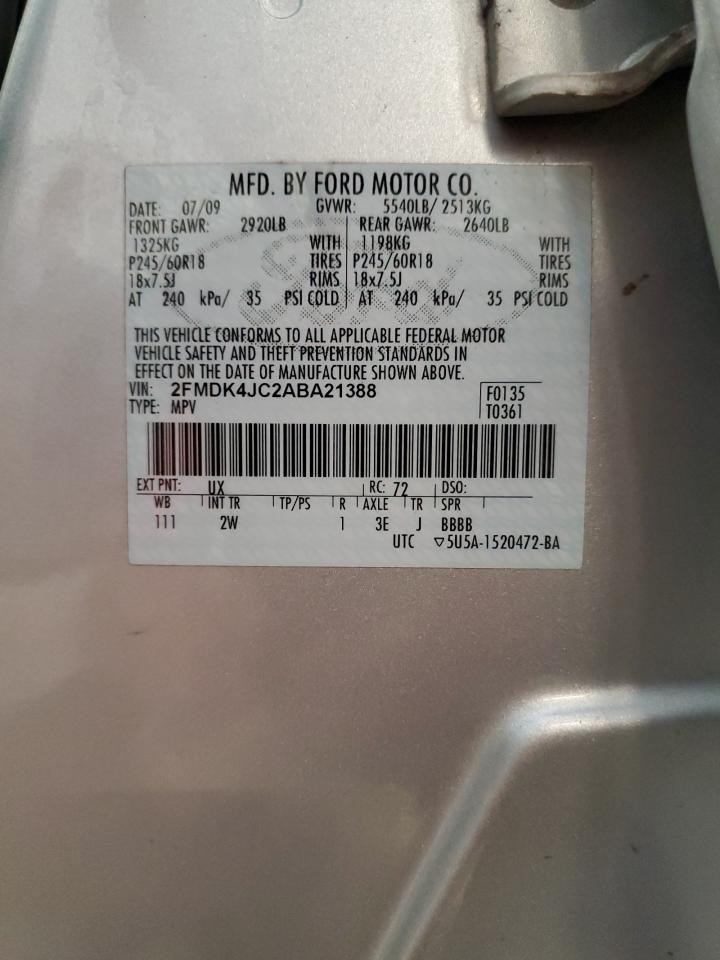 MFD. BY FORD MOTOR CO.
DATE: 07/09 GVWR: 5540LB/ 2513KG
FRONT GAWR: 2920LB REAR GAWR: 2640LB
1325KG WITH 1198KG WITH
P245/60R18 TIRES P245/60R18 TIRES
18x7.5J RIMS 18x7.5J RIMS
AT 240 kPa/ 35 PSI COLD AT 240 kPa/ 35 PSI COLD
THIS VEHICLE CONFORMS TO ALL APPLICABLE FEDERAL MOTOR
VEHICLE SAFETY AND THEFT PREVENTION STANDARDS IN
EFFECT ON THE DATE OF MANUFACTURE SHOWN ABOVE.
VIN: 2FMDK4JC2ABA21388 F0135
TYPE: MPV T0361
EXT PNT: UX RC: 72 DSO:
WB INT TR TP/PS R AXLE TR SPR
111 2W 1 3E J BBBB
UTC ▽5U5A-1520472-BA